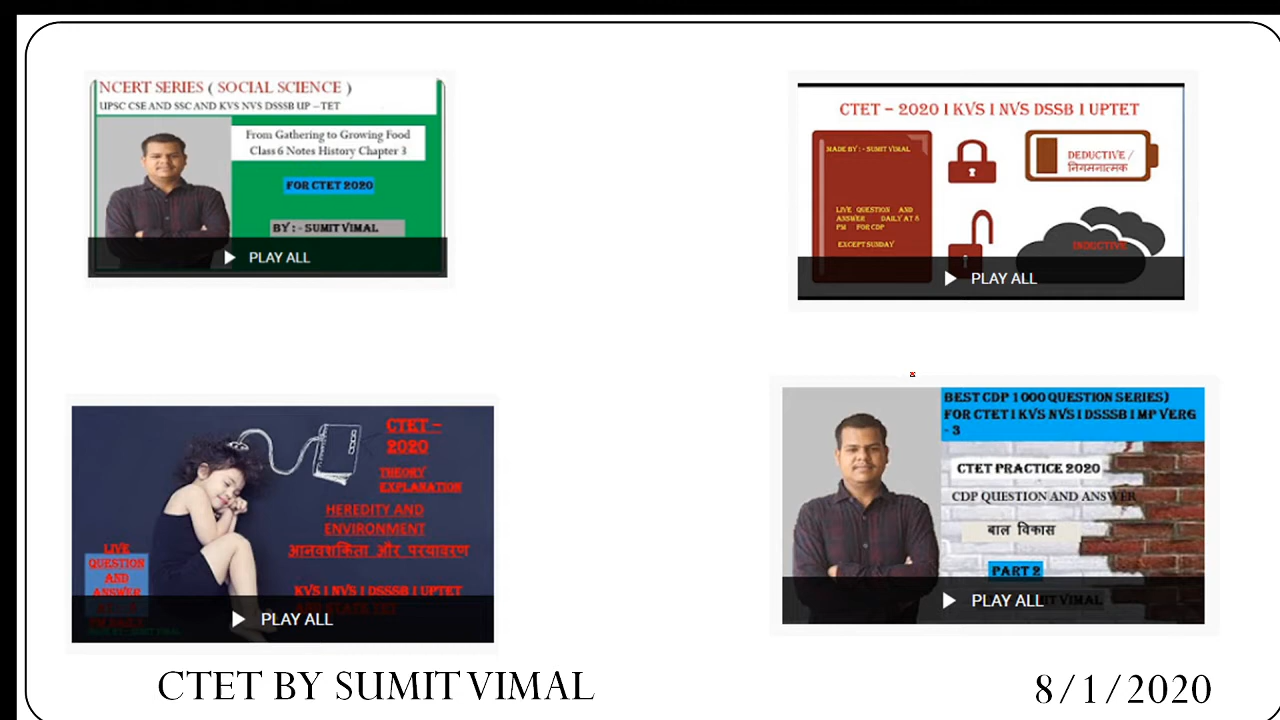 NCERT SERIES ( SOCIAL SCIENCE )
UPSC CSE AND SSC AND KVS NVS DSSSB UP – TET
From Gathering to Growing Food
Class 6 Notes History Chapter 3
FOR CTET 2020
BY : - SUMIT VIMAL
PLAY ALL
CTET – 2020 I KVS I NVS DSSB I UPTET
MADE BY : - SUMIT VIMAL
LIVE QUESTION AND
ANSWER DAILY AT 8
PM FOR CDP
EXCEPT SUNDAY
DEDUCTIVE /
निगमनात्मक
INDUCTIVE
PLAY ALL
CTET –
2020
THEORY
EXPLANATION
HEREDITY AND
ENVIRONMENT
आनवशकिता और परयावरण
LIVE
QUESTION
AND
ANSWER
KVS I NVS I DSSSB I UPTET
PLAY ALL
BEST CDP 1000 QUESTION SERIES)
FOR CTET I KVS NVS I DSSSB I MP VERG
- 3
CTET PRACTICE 2020
CDP QUESTION AND ANSWER
बाल विकास
PART 2
PLAY ALL
CTET BY SUMIT VIMAL
8/1/2020